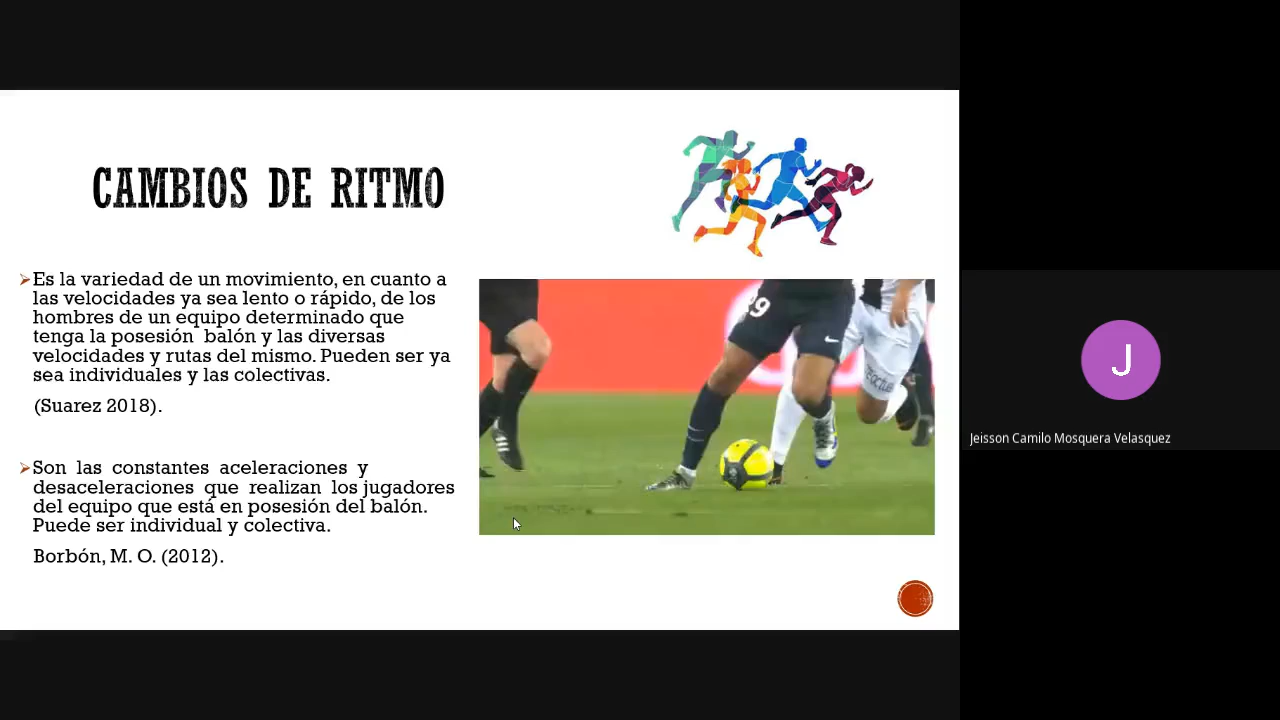 CAMBIOS DE RITMO
Es la variedad de un movimiento, en cuanto a
las velocidades ya sea lento o rápido, de los
hombres de un equipo determinado que
tenga la posesión balón y las diversas
velocidades y rutas del mismo. Pueden ser ya
sea individuales y las colectivas.
(Suarez 2018).
Son las constantes aceleraciones y
desaceleraciones que realizan los jugadores
del equipo que está en posesión del balón.
Puede ser individual y colectiva.
Borbón, M. O. (2012).
J
Jeisson Camilo Mosquera Velasquez